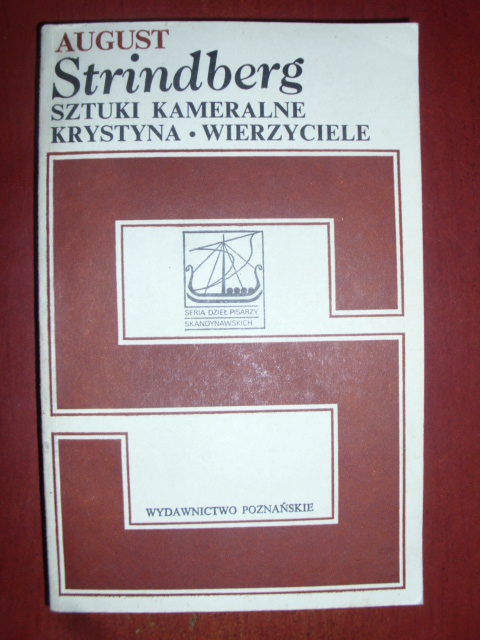 AUGUST
Strindberg
SZTUKI KAMERALNE
KRYSTYNA • WIERZYCIELE
SERIA DZIEŁ PISARZY
SKANDYNAWSKICH
WYDAWNICTWO POZNAŃSKIE